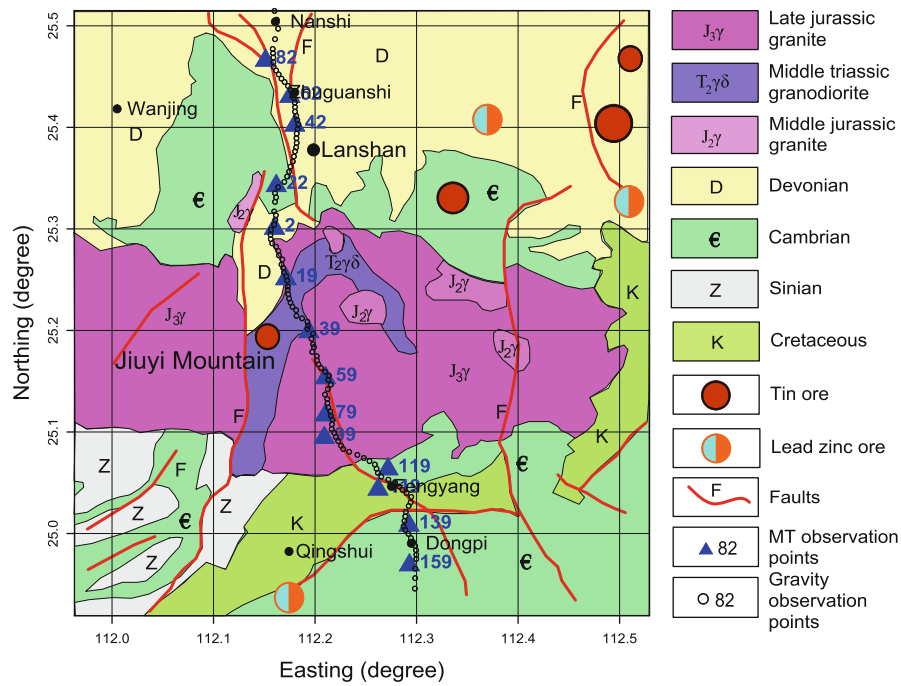 25.5
25.4
25.3
25.2
25.1
25.0
Northing (degree)
112.0
112.1
112.2
112.3
112.4
112.5
Easting (degree)
Nanshi
F
D
82
62
F
Wanjing
D
42
Lanshan
22
Є
Є
J₂γ
2
T₂γδ
D
19
J₂γ
K
J₃γ
J₂γ
39
J₂γ
Jiuyi Mountain
59
J₃γ
79
F
F
99
K
Z
F
119
Є
Fengyang
Z
Є
Z
K
139
Qingshui
Dongpi
Z
159
Є
J₃γ
Late jurassic
granite
T₂γδ
Middle triassic
granodiorite
J₂γ
Middle jurassic
granite
D
Devonian
Є
Cambrian
Z
Sinian
K
Cretaceous
Tin ore
Lead zinc ore
F
Faults
82
MT observation
points
82
Gravity
observation
points